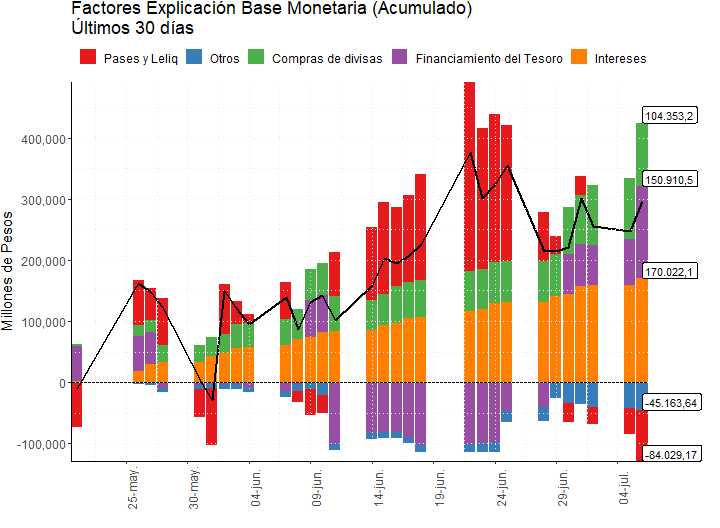 Factores Explicación Base Monetaria (Acumulado)
Últimos 30 días
Pases y Leliq Otros Compras de divisas Financiamiento del Tesoro Intereses
Millones de Pesos
400,000
300,000
200,000
100,000
0
-100,000
104.353,2
150.910,5
170.022,1
-45.163,64
-84.029,17
25-may. 30-may. 04-jun. 09-jun. 14-jun. 19-jun. 24-jun. 29-jun. 04-jul.